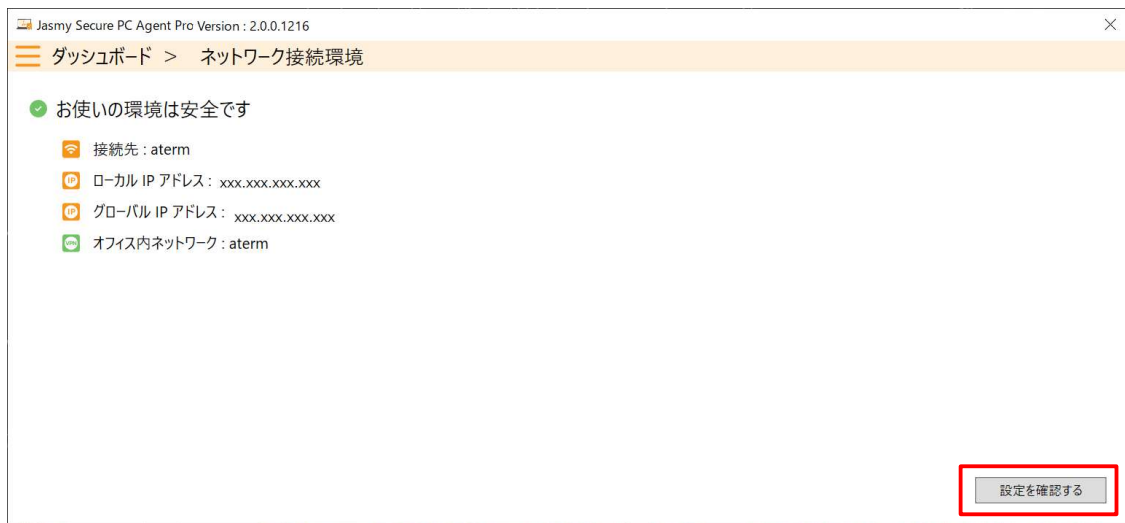 Jasmy Secure PC Agent Pro Version : 2.0.0.1216
ダッシュボード > ネットワーク接続環境
お使いの環境は安全です
接続先 : aterm
IP ローカル IP アドレス : xxx.xxx.xxx.xxx
IP グローバル IP アドレス : xxx.xxx.xxx.xxx
VPN オフィス内ネットワーク : aterm
設定を確認する